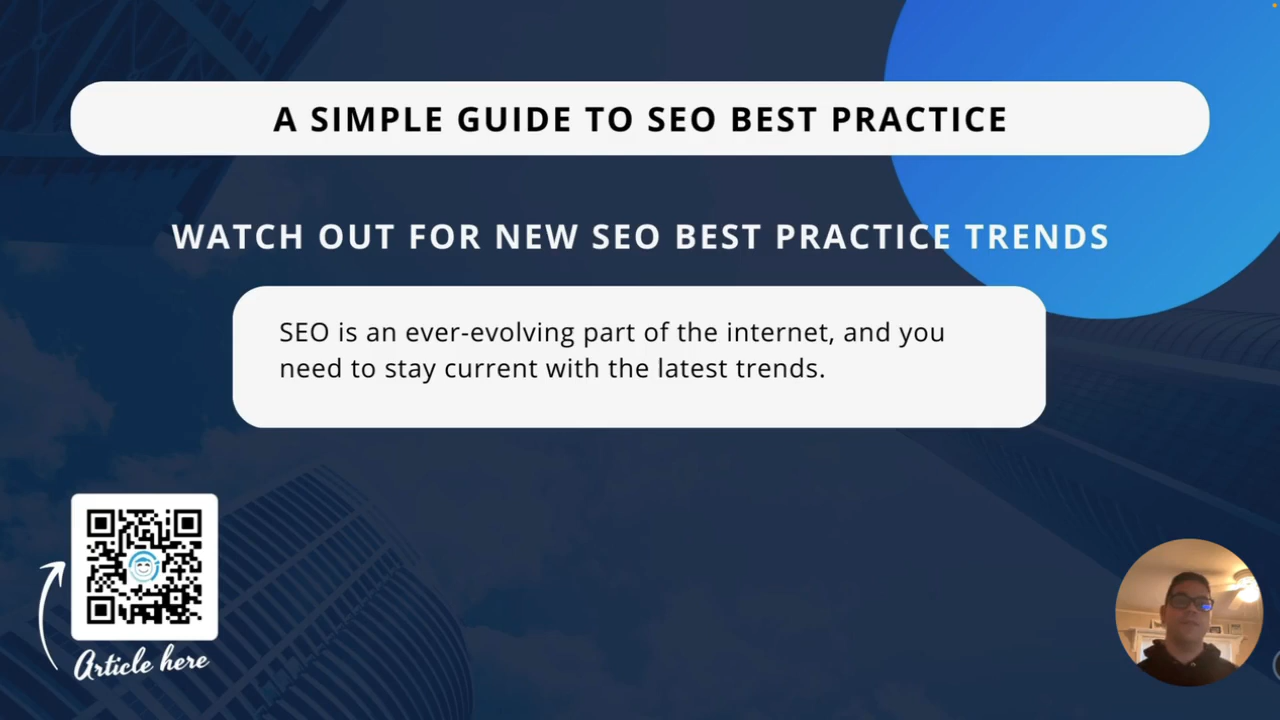 A SIMPLE GUIDE TO SEO BEST PRACTICE
WATCH OUT FOR NEW SEO BEST PRACTICE TRENDS
SEO is an ever-evolving part of the internet, and you
need to stay current with the latest trends.
Article here